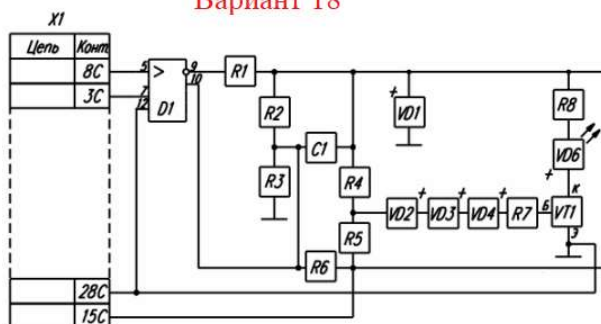 Вариант 18
X1
Цепь Конт
8С
3С
28С
15С
5 > 9
10
7
12 D1
R1
R2
R3
C1
R4
R5
R6
+
VD1
VD2 + VD3 + VD4 + R7 Б VT1
R8
VD6
+
К
Э